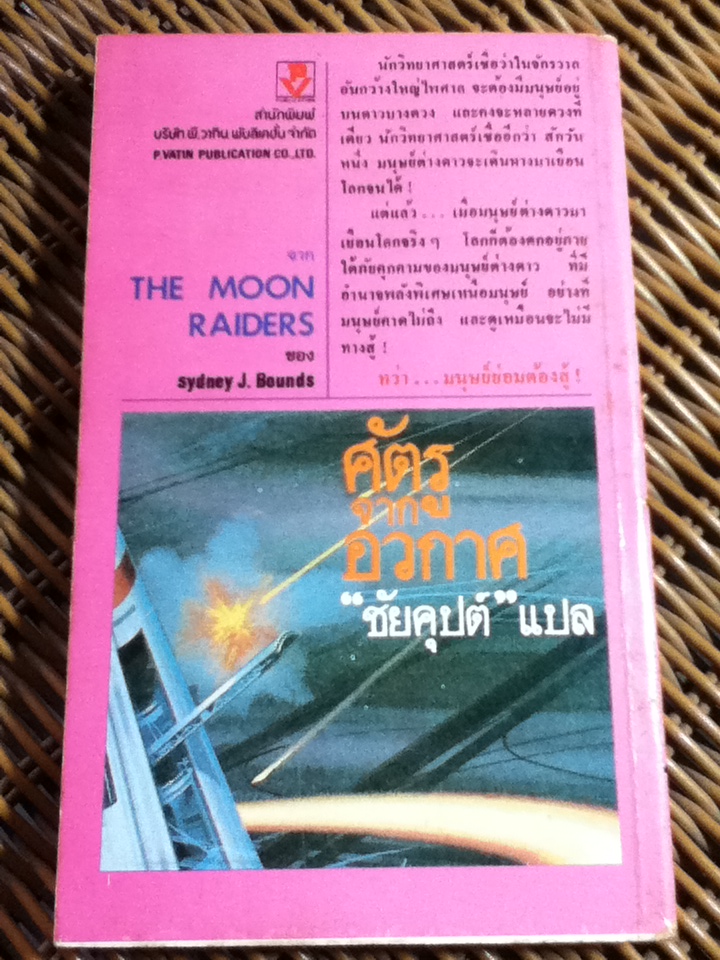 สำนักพิมพ์
บริษัท พี.วาทิน พับลิเคชั่น จำกัด
P.VATIN PUBLICATION CO.,LTD.
จาก
THE MOON
RAIDERS
ของ
sydney J. Bounds
นักวิทยาศาสตร์เชื่อว่าในจักรวาล
อันกว้างใหญ่ไพศาล จะต้องมีมนุษย์อยู่
บนดาวบางดวง และคงจะหลายดวงทีเดียว
นักวิทยาศาสตร์เชื่ออีกว่า สักวัน
หนึ่ง มนุษย์ต่างดาวจะเดินทางมาเยือน
โลกจนได้ !
แต่แล้ว . . . เมื่อมนุษย์ต่างดาวมา
เยือนโลกจริง ๆ โลกก็ต้องตกอยู่ภาย
ใต้ภัยคุกคามของมนุษย์ต่างดาว ที่มี
อำนาจพลังพิเศษเหนือมนุษย์ อย่างที่
มนุษย์คาดไม่ถึง และดูเหมือนจะไม่มี
ทางสู้ !
ทว่า . . . มนุษย์ย่อมต้องสู้ !
ศัตรู
จาก
อวกาศ
“ชัยคุปต์” แปล